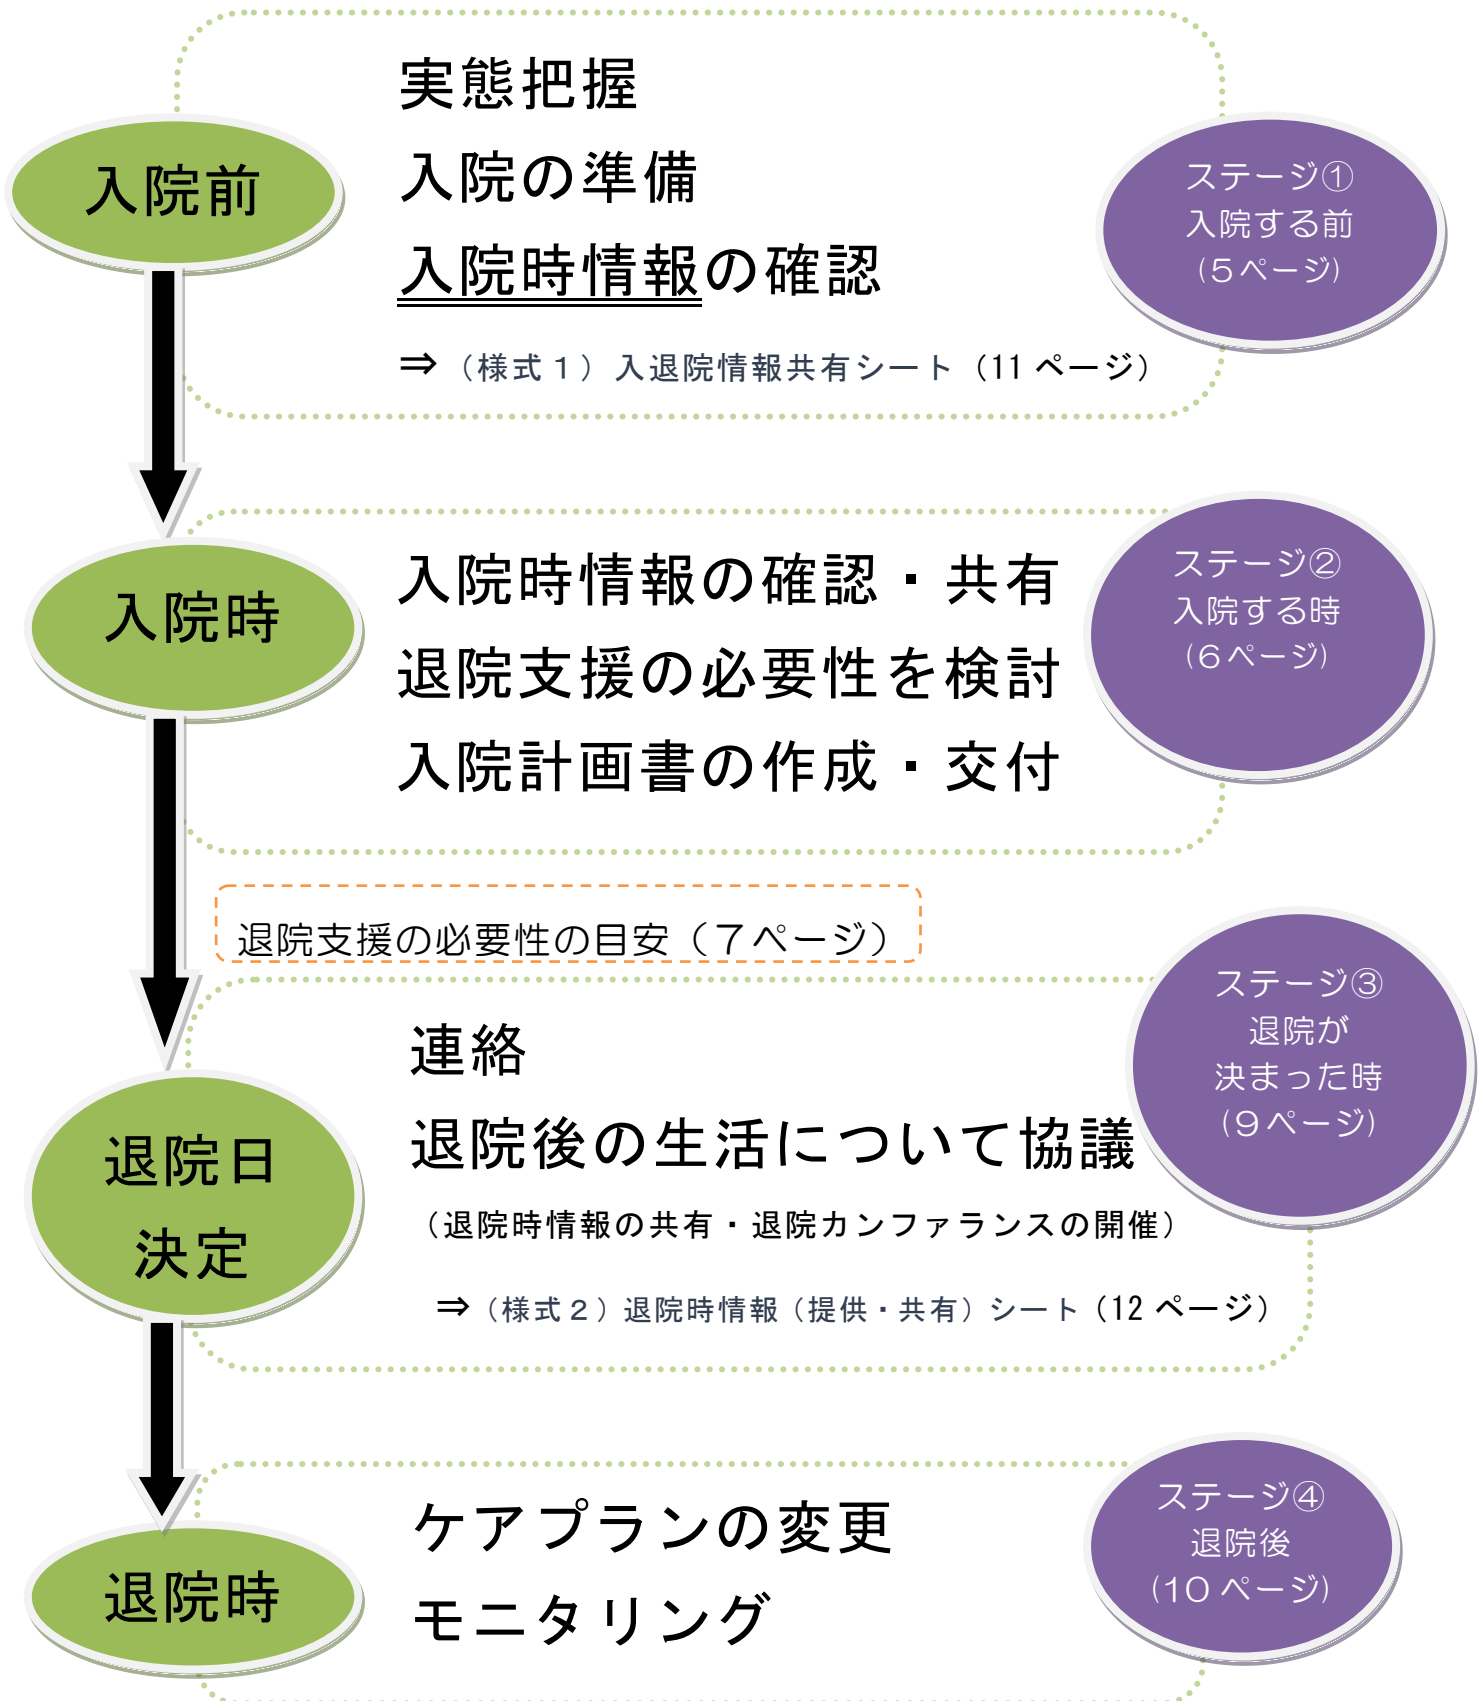 入院前
実態把握
入院の準備
入院時情報の確認
⇒（様式１）入退院情報共有シート（11 ページ）
ステージ①
入院する前
(５ページ)
入院時
入院時情報の確認・共有
退院支援の必要性を検討
入院計画書の作成・交付
ステージ②
入院する時
(６ページ)
退院支援の必要性の目安（７ページ）
退院日
決定
連絡
退院後の生活について協議
（退院時情報の共有・退院カンファランスの開催）
⇒（様式２）退院時情報（提供・共有）シート（12 ページ）
ステージ③
退院が
決まった時
(９ページ)
退院時
ケアプランの変更
モニタリング
ステージ④
退院後
(10 ページ)